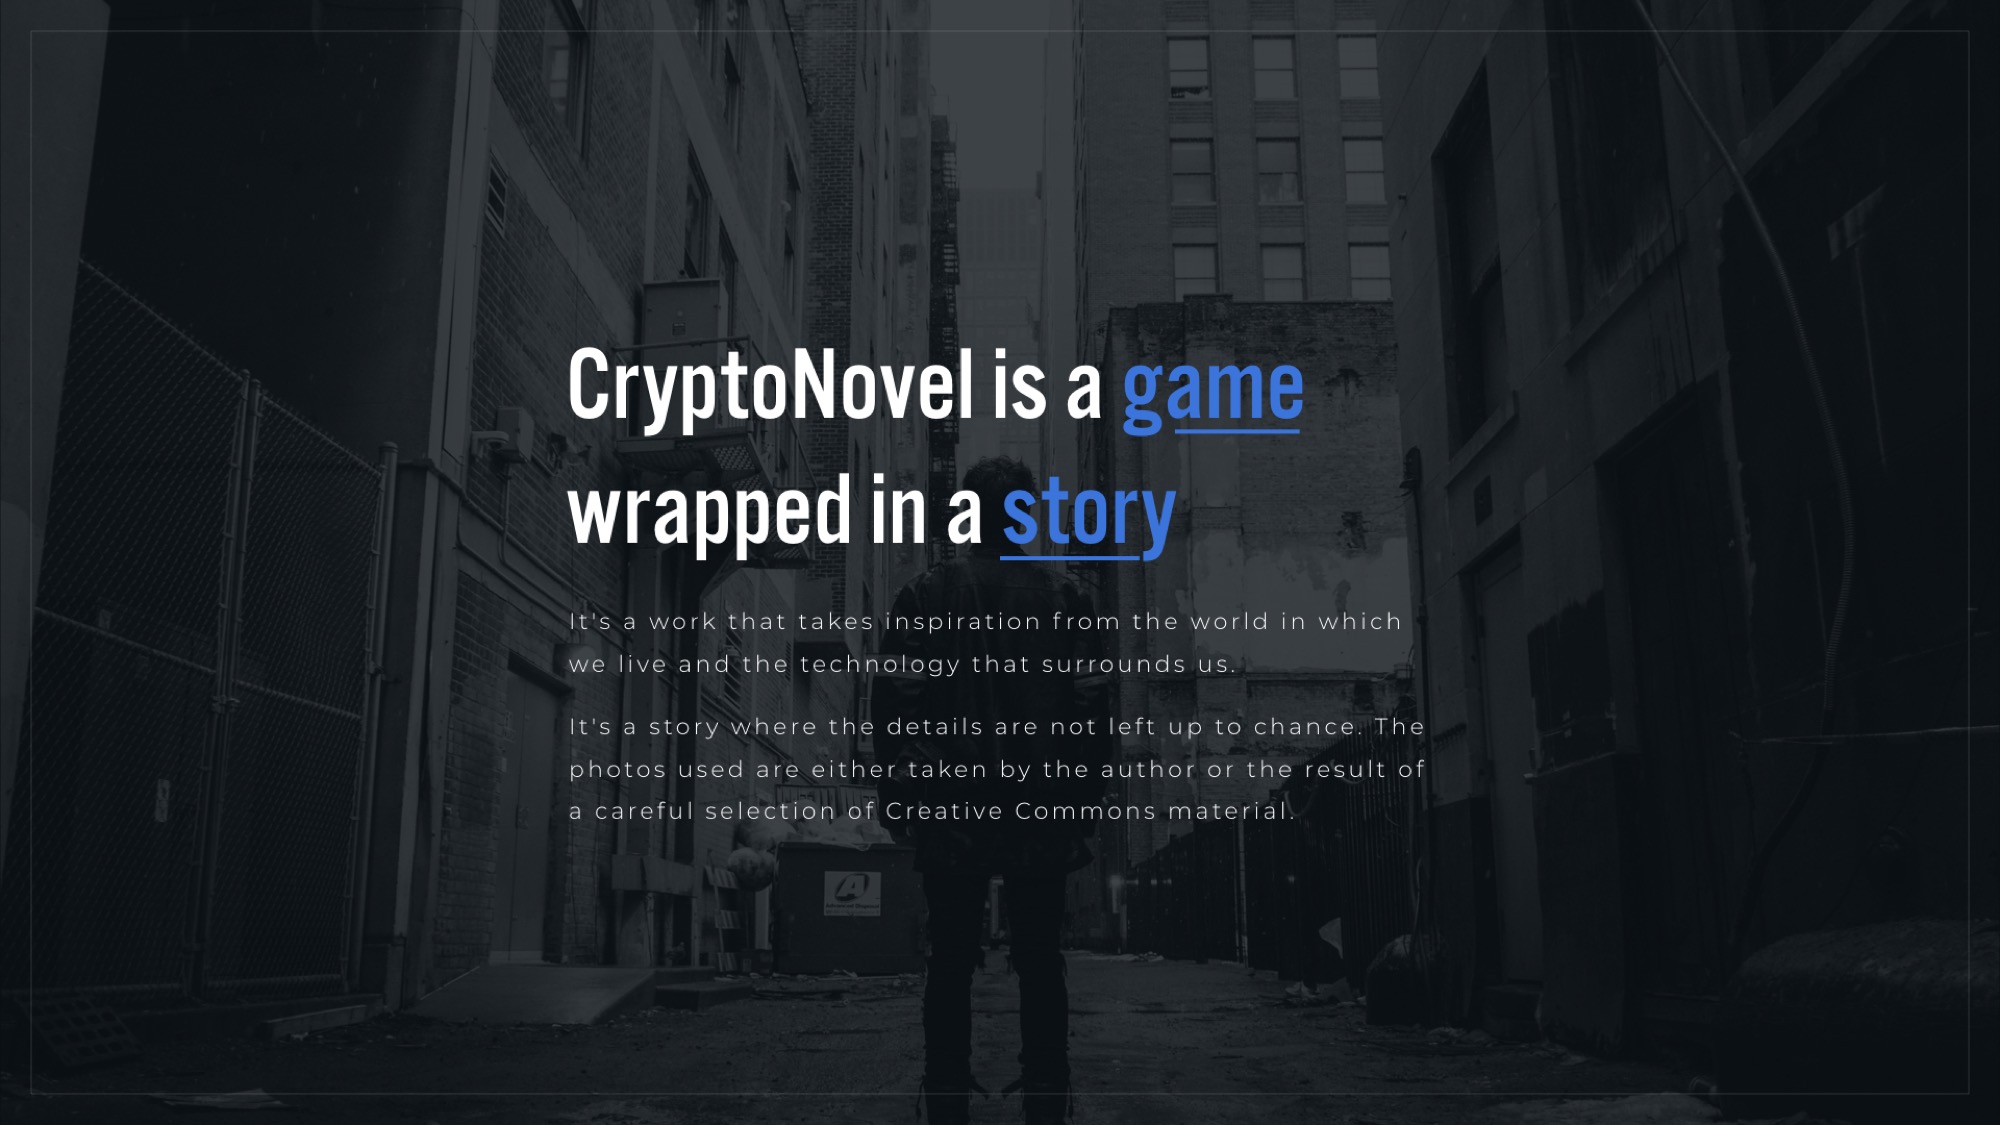 CryptoNovel is a game
wrapped in a story
It's a work that takes inspiration from the world in which
we live and the technology that surrounds us.
It's a story where the details are not left up to chance. The
photos used are either taken by the author or the result of
a careful selection of Creative Commons material.
A
Advanced Disposal